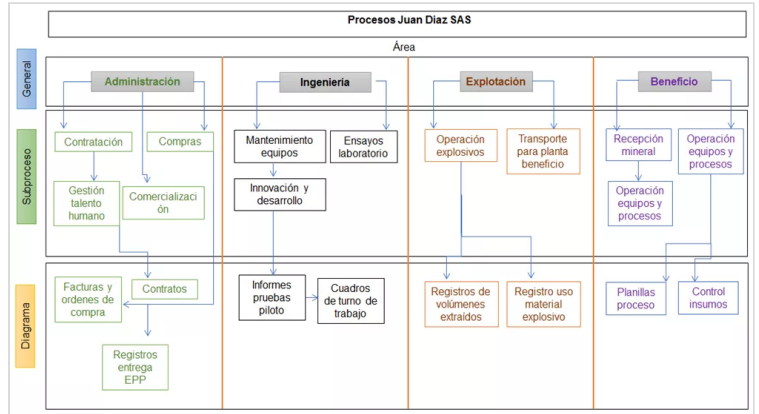 Procesos Juan Diaz SAS
Área
General
Administración
Ingeniería
Explotación
Beneficio
Subproceso
Contratación
Compras
Gestión
talento
humano
Comercializaci
ón
Mantenimiento
equipos
Ensayos
laboratorio
Innovación y
desarrollo
Operación
explosivos
Transporte
para planta
beneficio
Recepción
mineral
Operación
equipos y
procesos
Operación
equipos y
procesos
Diagrama
Facturas y
ordenes de
compra
Contratos
Registros
entrega
EPP
Informes
pruebas
piloto
Cuadros
de turno de
trabajo
Registros de
volúmenes
extraídos
Registro uso
material
explosivo
Planillas
proceso
Control
insumos